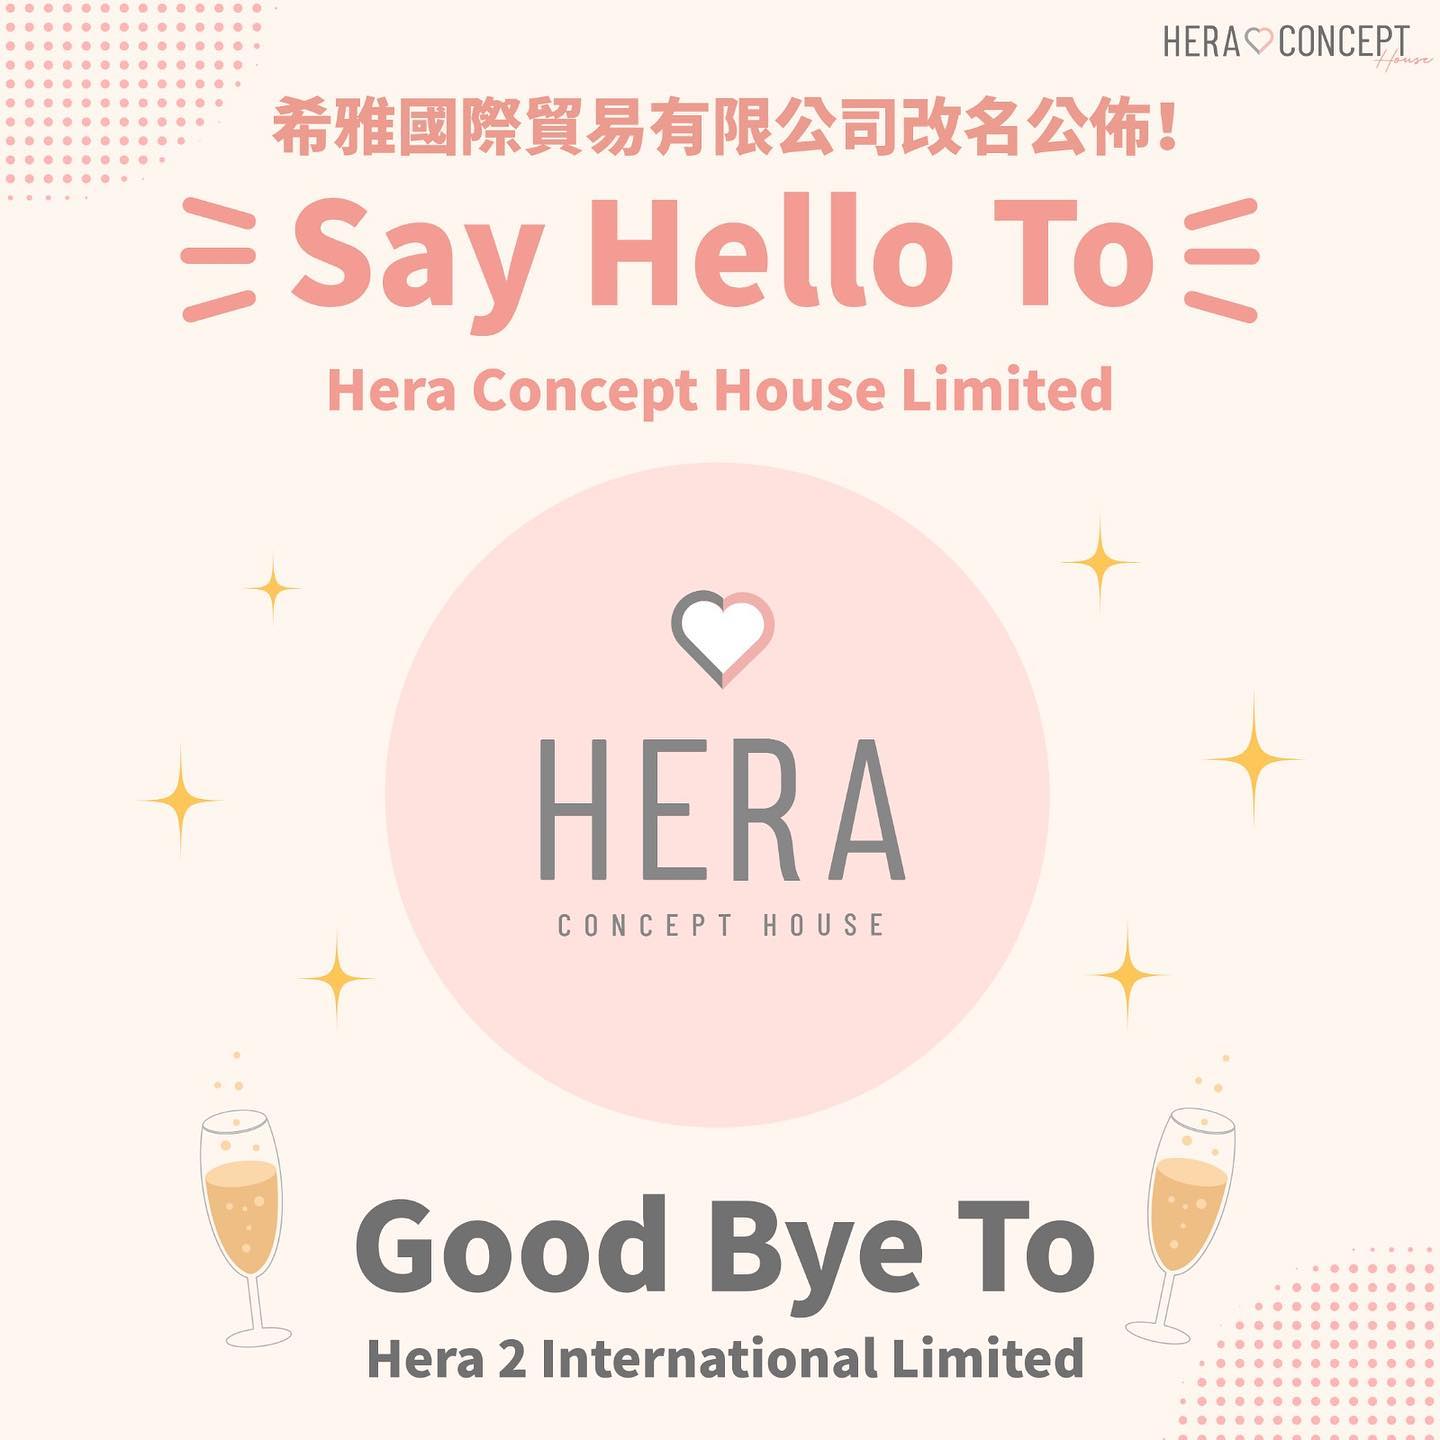 HERA CONCEPT
House
希雅國際貿易有限公司改名公佈!
Say Hello To
Hera Concept House Limited
HERA
CONCEPT HOUSE
Good Bye To
Hera 2 International Limited